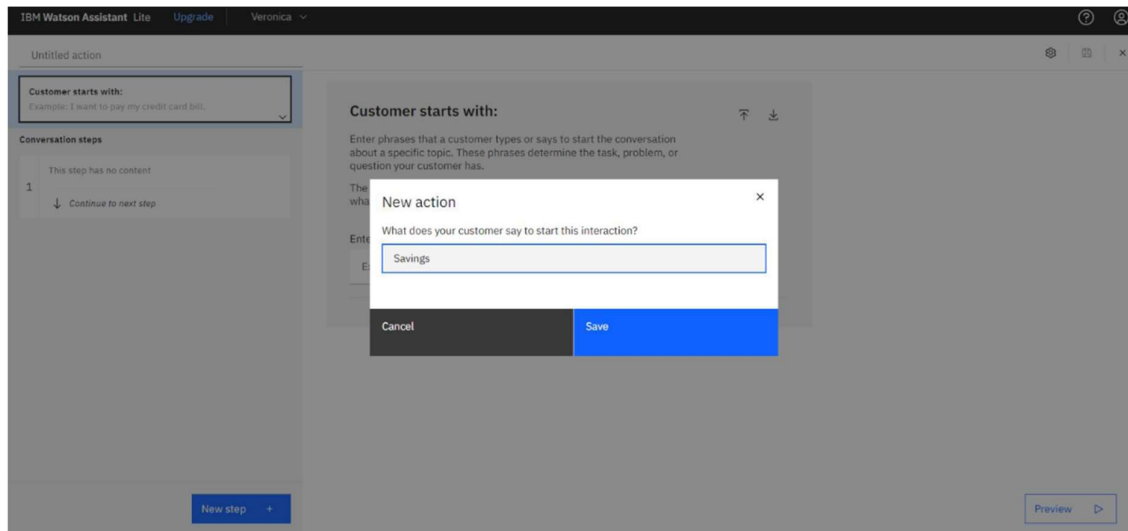 IBM Watson Assistant Lite Upgrade Veronica
Untitled action
Customer starts with:
Example: I want to pay my credit card bill.
Conversation steps
This step has no content
1
Continue to next step
New step +
Customer starts with:
Enter phrases that a customer types or says to start the conversation
about a specific topic. These phrases determine the task, problem, or
question your customer has.
The
New action
What does your customer say to start this interaction?
Savings
Cancel
Save
Preview